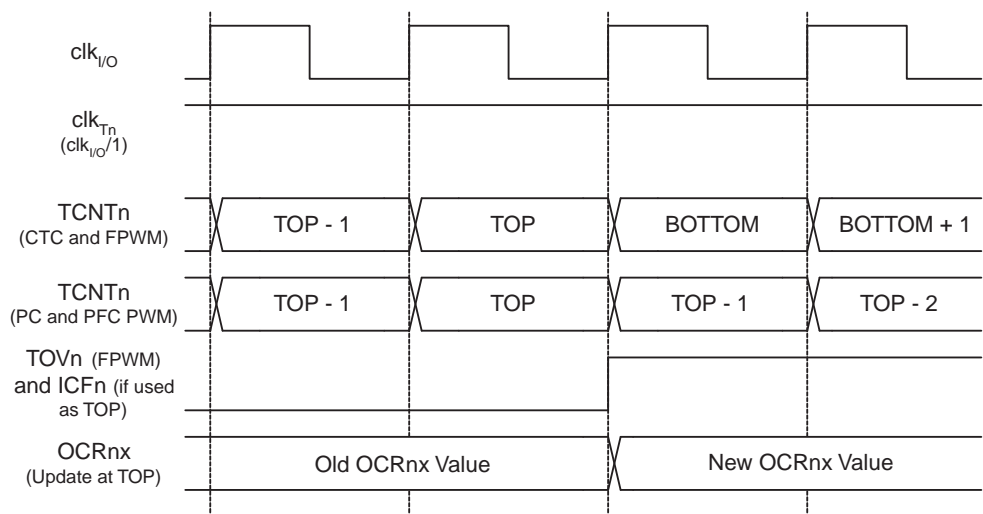 clkI/O
clkTn
(clkI/O/1)
TCNTn
(CTC and FPWM)
TOP - 1
TOP
BOTTOM
BOTTOM + 1
TCNTn
(PC and PFC PWM)
TOP - 1
TOP
TOP - 1
TOP - 2
TOVn (FPWM)
and ICFn (if used
as TOP)
OCRnx
(Update at TOP)
Old OCRnx Value
New OCRnx Value